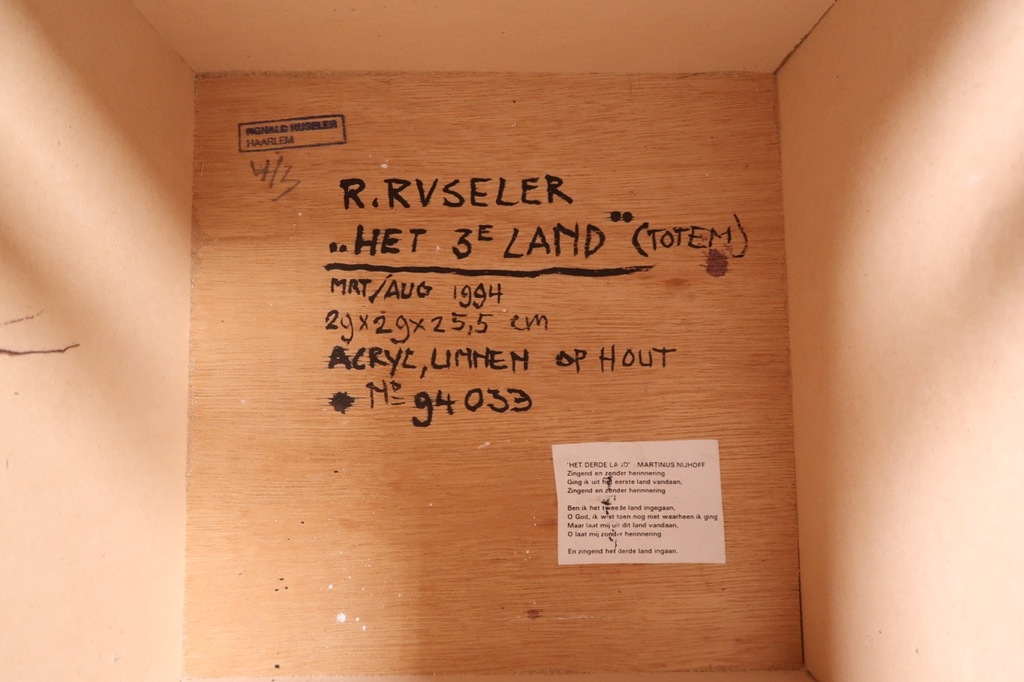 RONALD RUSELER
HAARLEM
W/3
R. RUSELER
„HET 3E LAND" (TOTEM)
MRT/AUG 1994
29x29x25,5 cm
ACRYL, LINNEN OP HOUT
No 94033
'HET DERDE LAND' MARTINUS NIJHOFF
Zingend en zonder herinnering
Ging ik uit het eerste land vandaan,
Zingend en zonder herinnering
Ben ik het tweede land ingegaan,
O God, ik wist toen nog niet waarheen ik ging
Maar laat mij uit dit land vandaan,
O laat mij zonder herinnering
En zingend het derde land ingaan.